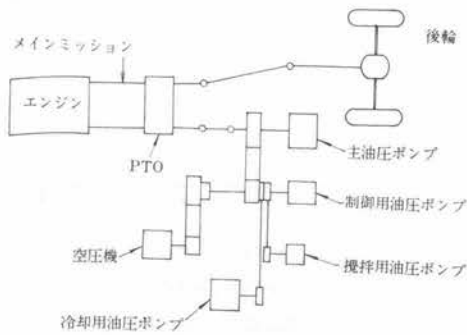 メインミッション
後輪
エンジン
PTO
主油圧ポンプ
制御用油圧ポンプ
空圧機
攪拌用油圧ポンプ
冷却用油圧ポンプ